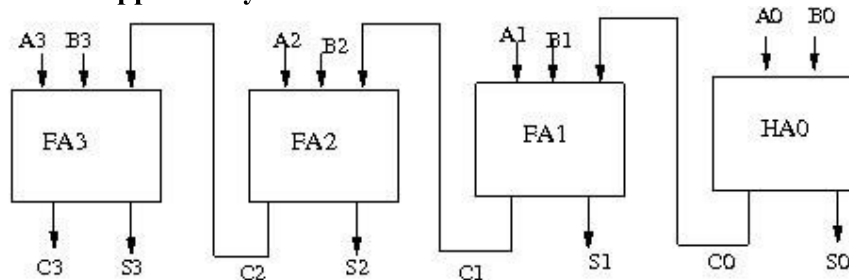 A3 B3 A2 B2 A1 B1 A0 B0
FA3 FA2 FA1 HA0
C3 S3 C2 S2 C1 S1 C0 S0